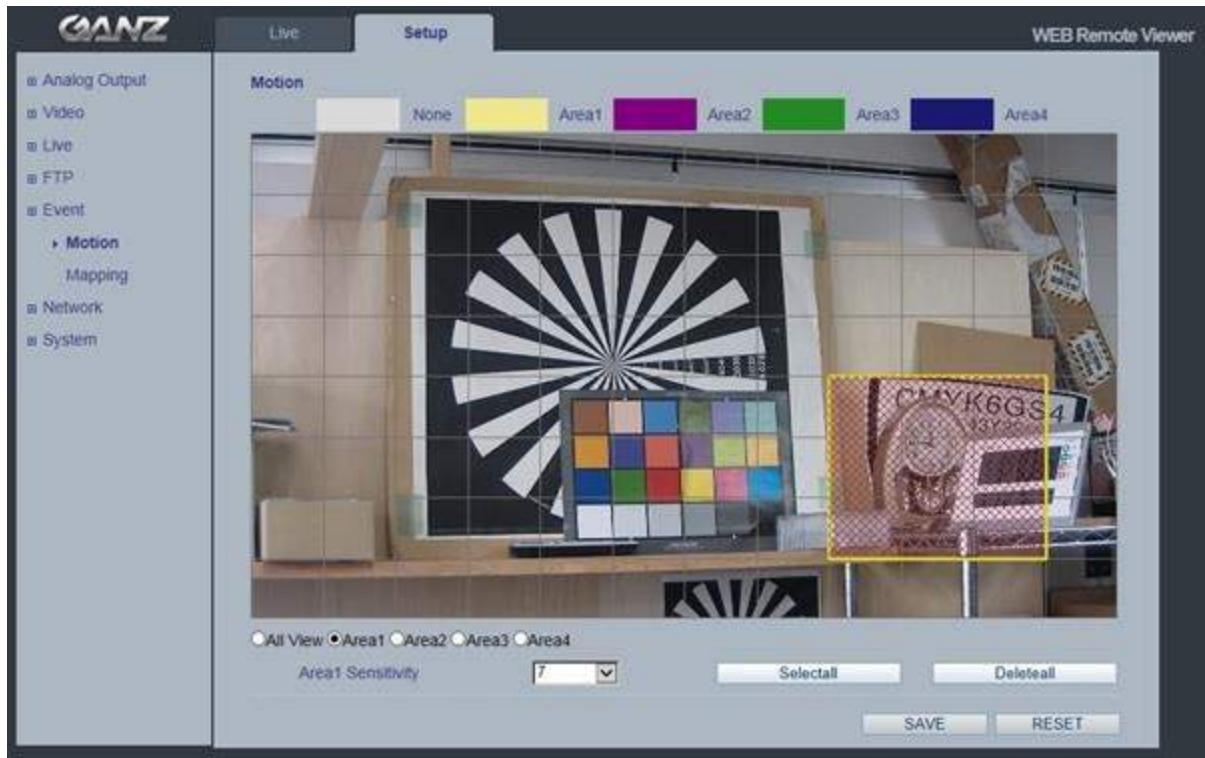 GANZ
Live
Setup
WEB Remote Viewer
Analog Output
Video
Live
FTP
Event
Motion
Mapping
Network
System
Motion
None
Area1
Area2
Area3
Area4
CMYK6GS4
All View Area1 Area2 Area3 Area4
Area1 Sensitivity
7
Selectall
Deleteall
SAVE
RESET